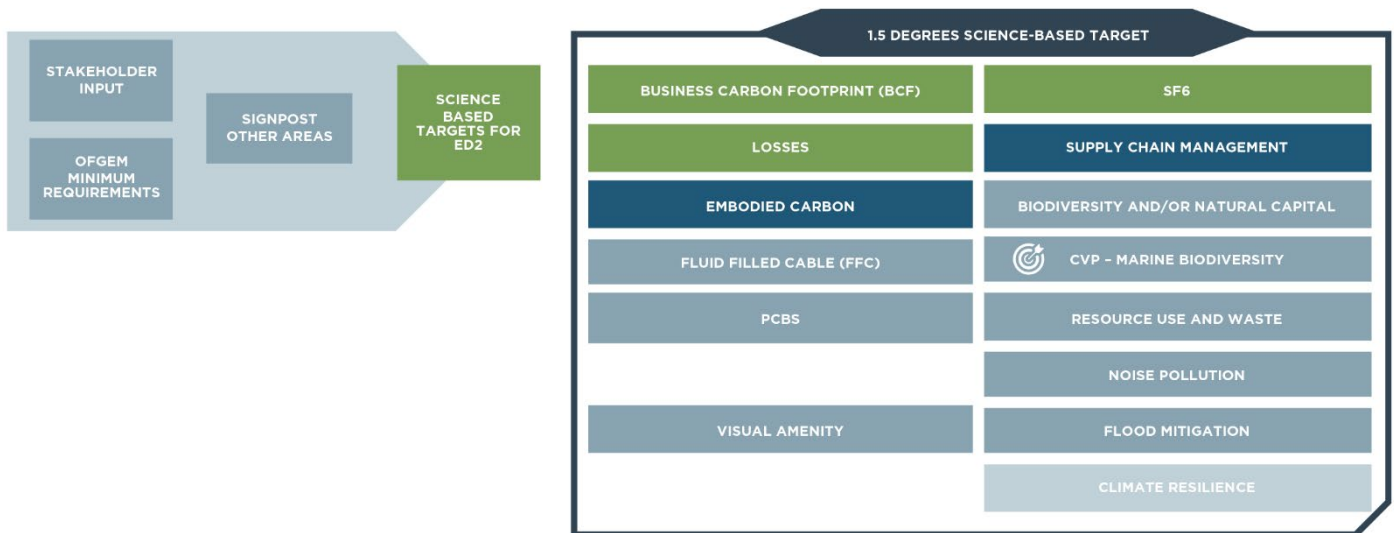 STAKEHOLDER
INPUT
OFGEM
MINIMUM
REQUIREMENTS
SIGNPOST
OTHER AREAS
SCIENCE
BASED
TARGETS FOR
ED2
1.5 DEGREES SCIENCE-BASED TARGET
BUSINESS CARBON FOOTPRINT (BCF)
SF6
LOSSES
SUPPLY CHAIN MANAGEMENT
EMBODIED CARBON
BIODIVERSITY AND/OR NATURAL CAPITAL
FLUID FILLED CABLE (FFC)
CVP – MARINE BIODIVERSITY
PCBS
RESOURCE USE AND WASTE
NOISE POLLUTION
VISUAL AMENITY
FLOOD MITIGATION
CLIMATE RESILIENCE